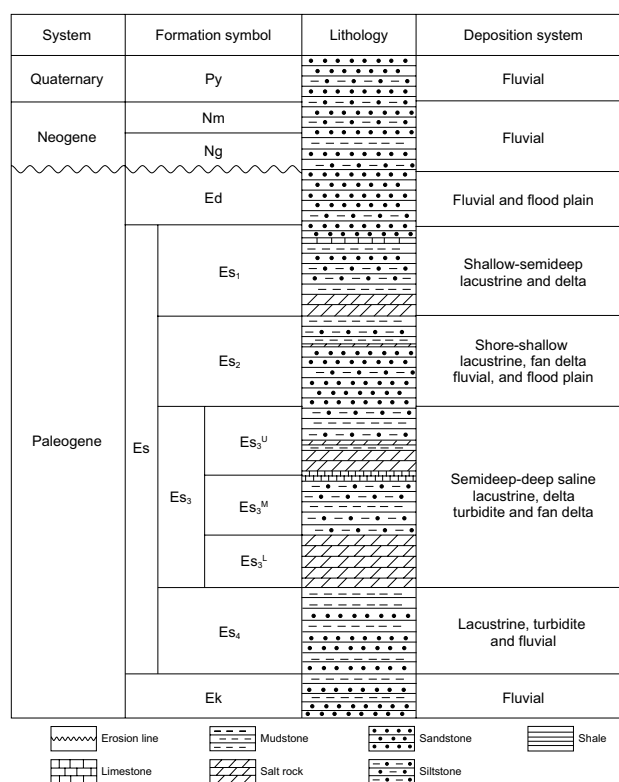 System
Formation symbol
Lithology
Deposition system
Quaternary
Py
Fluvial
Neogene
Nm
Ng
Fluvial
Paleogene
Ed
Fluvial and flood plain
Es
Es₁
Shallow-semideep
lacustrine and delta
Es₂
Shore-shallow
lacustrine, fan delta
fluvial, and flood plain
Es₃
Es₃ᵁ
Es₃ᴹ
Es₃ᴸ
Semideep-deep saline
lacustrine, delta
turbidite and fan delta
Es₄
Lacustrine, turbidite
and fluvial
Ek
Fluvial
Erosion line
Mudstone
Sandstone
Shale
Limestone
Salt rock
Siltstone